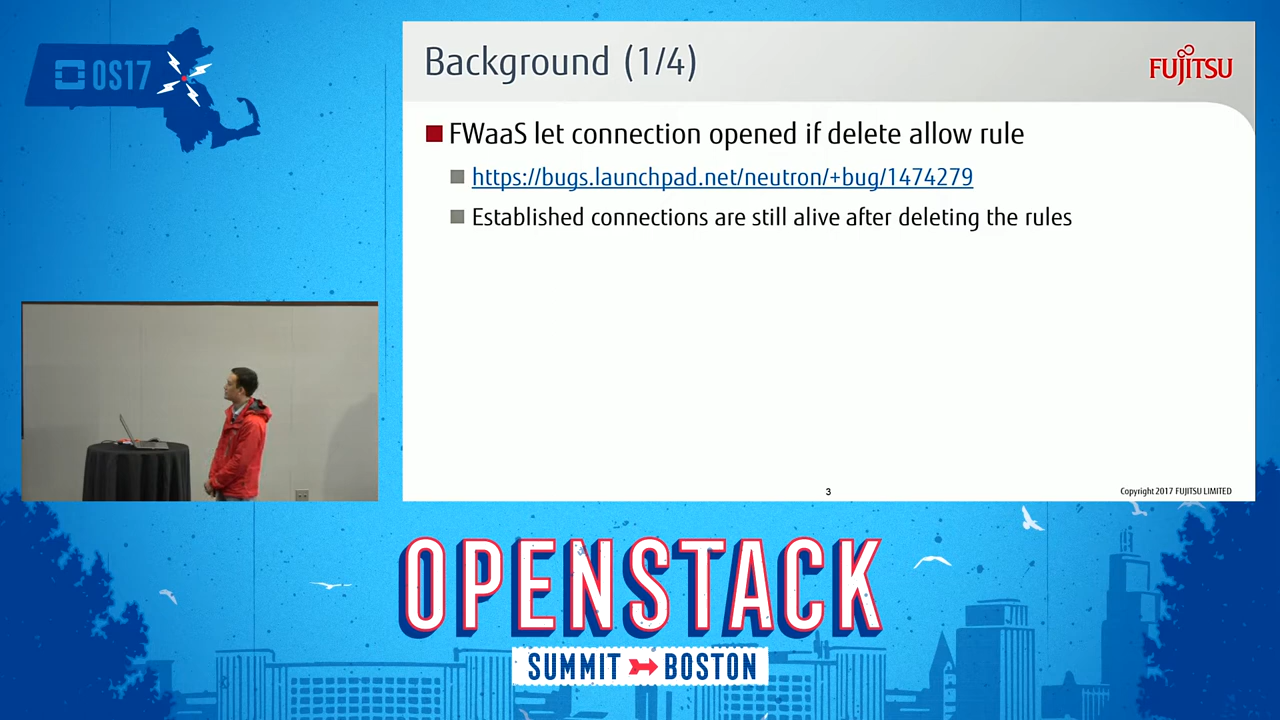 OS17
Background (1/4)
FUJITSU
FWaaS let connection opened if delete allow rule
https://bugs.launchpad.net/neutron/+bug/1474279
Established connections are still alive after deleting the rules
3
Copyright 2017 FUJITSU LIMITED
OPENSTACK
SUMMIT BOSTON